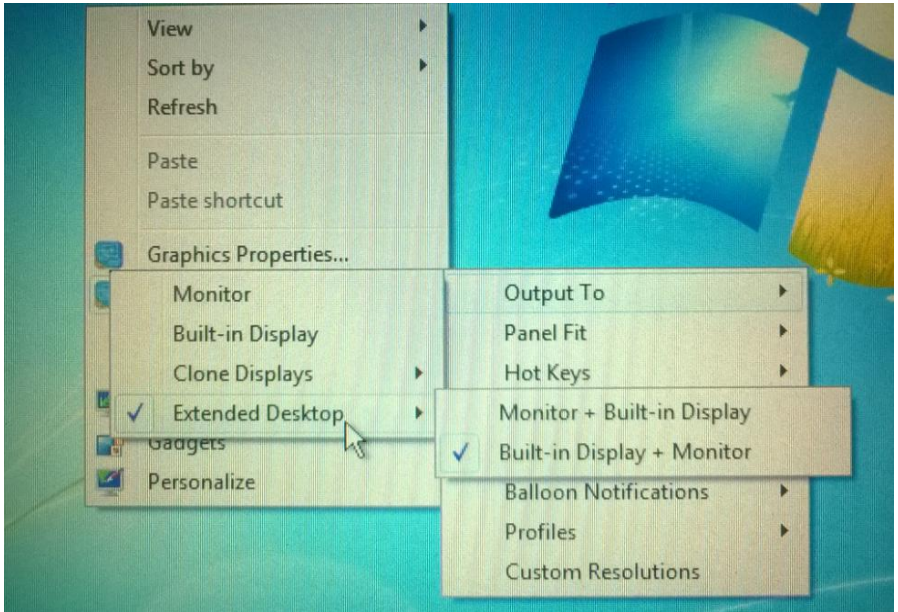 View
Sort by
Refresh
Paste
Paste shortcut
Graphics Properties...
Monitor
Built-in Display
Clone Displays
Extended Desktop
Gadgets
Personalize
Output To
Panel Fit
Hot Keys
Monitor + Built-in Display
Built-in Display + Monitor
Balloon Notifications
Profiles
Custom Resolutions